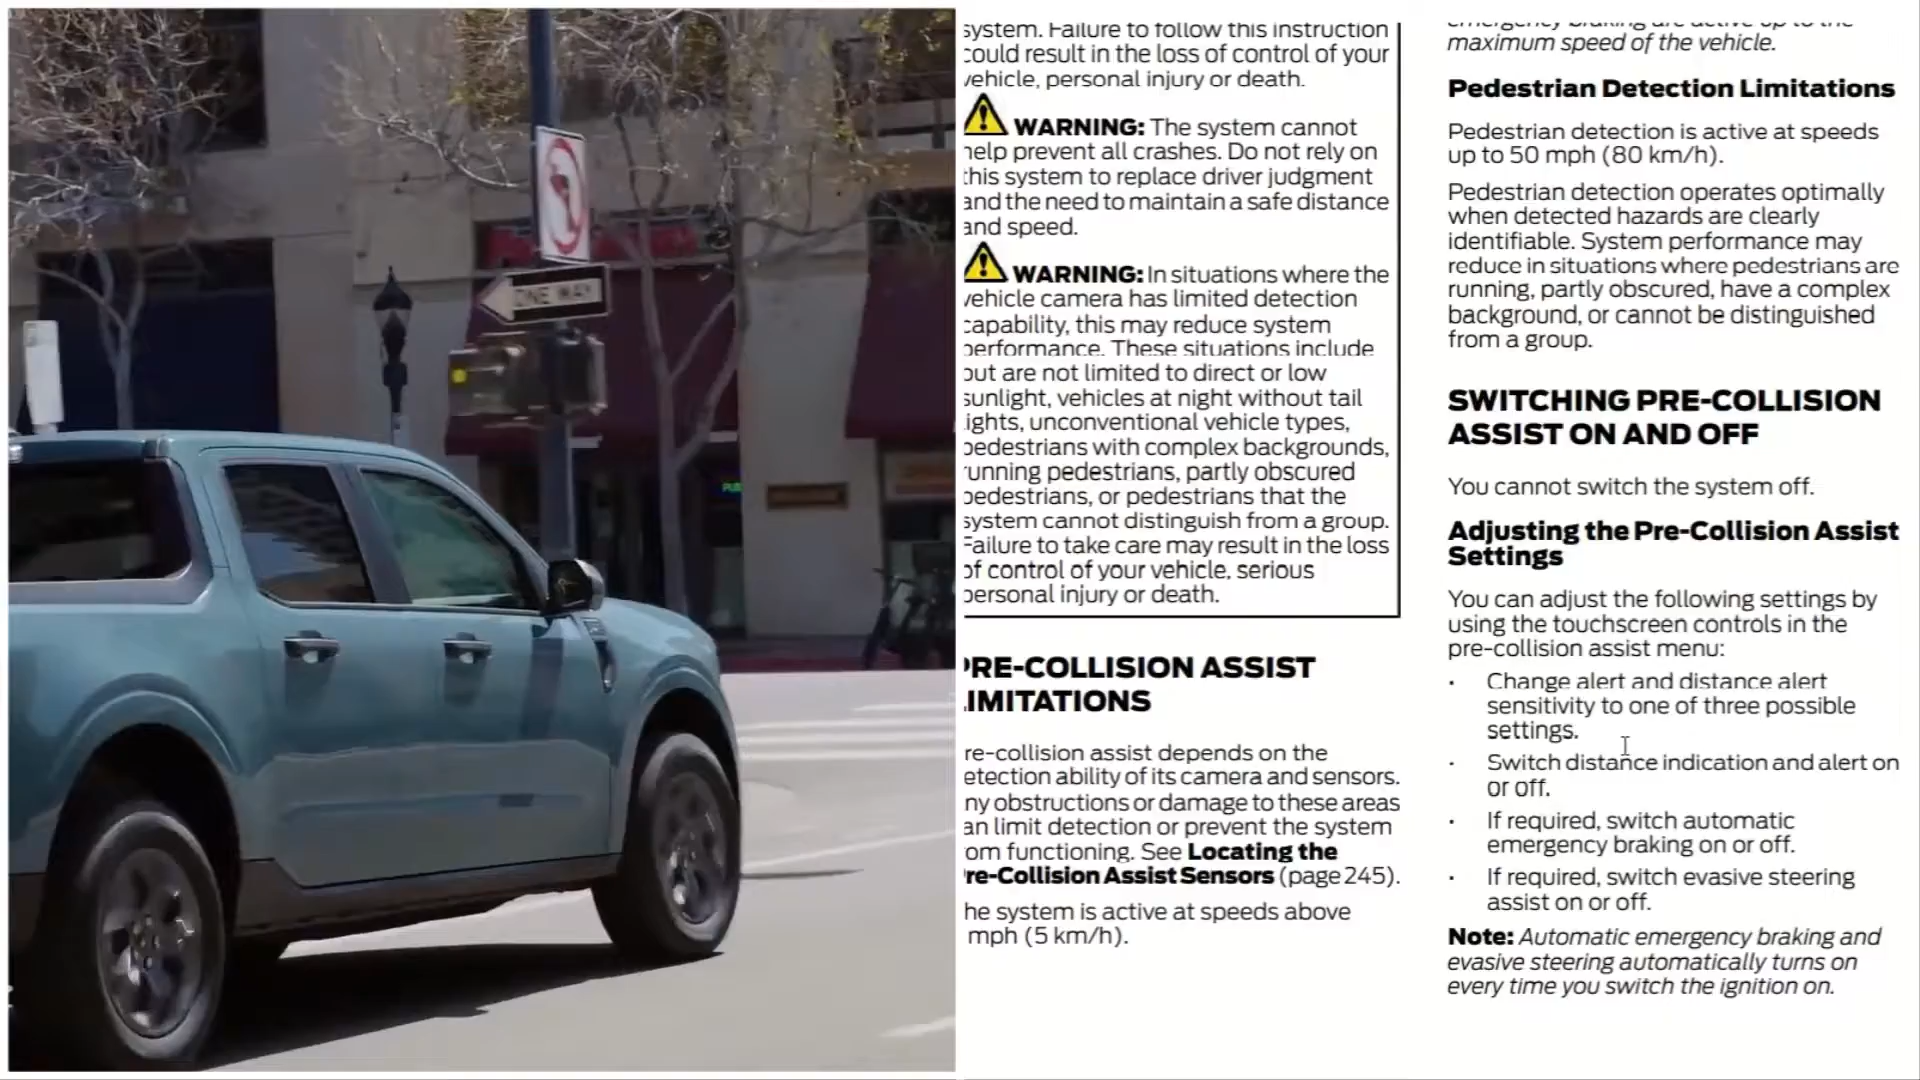 ONE WAY
system. Failure to follow this instruction
could result in the loss of control of your
vehicle, personal injury or death.
WARNING: The system cannot
help prevent all crashes. Do not rely on
this system to replace driver judgment
and the need to maintain a safe distance
and speed.
WARNING: In situations where the
vehicle camera has limited detection
capability, this may reduce system
performance. These situations include
but are not limited to direct or low
sunlight, vehicles at night without tail
ights, unconventional vehicle types,
pedestrians with complex backgrounds,
running pedestrians, partly obscured
pedestrians, or pedestrians that the
system cannot distinguish from a group.
Failure to take care may result in the loss
of control of your vehicle, serious
personal injury or death.
PRE-COLLISION ASSIST
IMITATIONS
re-collision assist depends on the
etection ability of its camera and sensors.
ny obstructions or damage to these areas
an limit detection or prevent the system
om functioning. See Locating the
re-Collision Assist Sensors (page 245).
he system is active at speeds above
mph (5 km/h).
emergency braking are active up to the
maximum speed of the vehicle.
Pedestrian Detection Limitations
Pedestrian detection is active at speeds
up to 50 mph (80 km/h).
Pedestrian detection operates optimally
when detected hazards are clearly
identifiable. System performance may
reduce in situations where pedestrians are
running, partly obscured, have a complex
background, or cannot be distinguished
from a group.
SWITCHING PRE-COLLISION
ASSIST ON AND OFF
You cannot switch the system off.
Adjusting the Pre-Collision Assist
Settings
You can adjust the following settings by
using the touchscreen controls in the
pre-collision assist menu:
• Change alert and distance alert
sensitivity to one of three possible
settings.
• Switch distance indication and alert on
or off.
• If required, switch automatic
emergency braking on or off.
• If required, switch evasive steering
assist on or off.
Note: Automatic emergency braking and
evasive steering automatically turns on
every time you switch the ignition on.